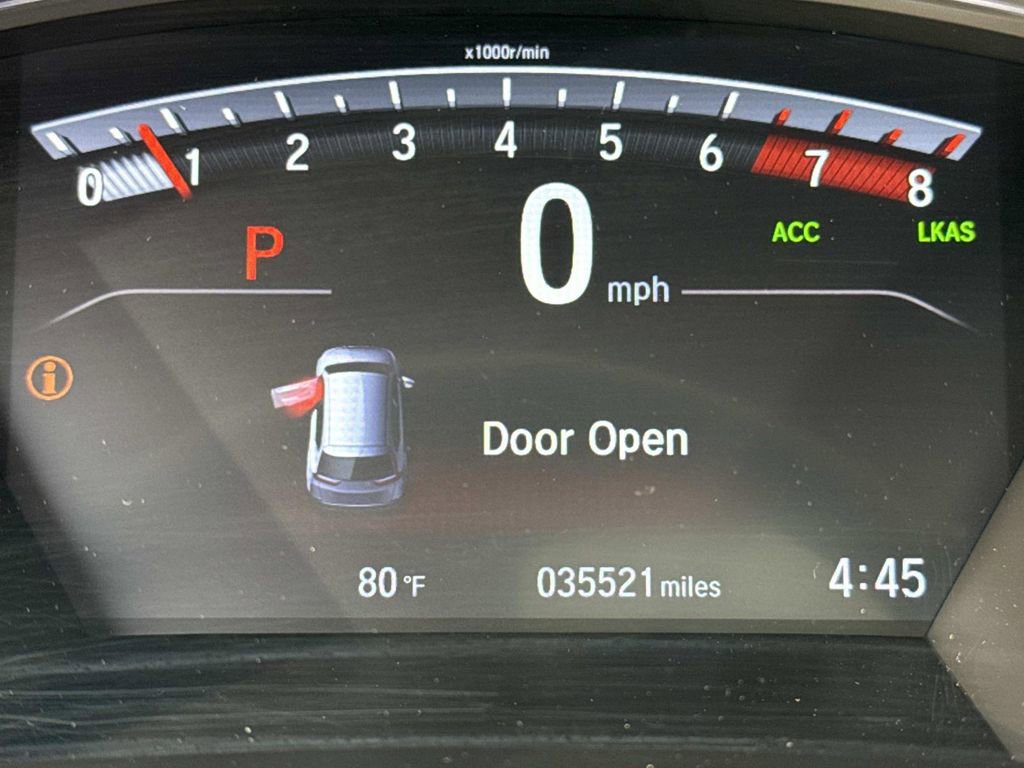 x1000r/min
0 1 2 3 4 5 6 7 8
P 0 mph ACC LKAS
i
Door Open
80 °F 035521 miles 4:45